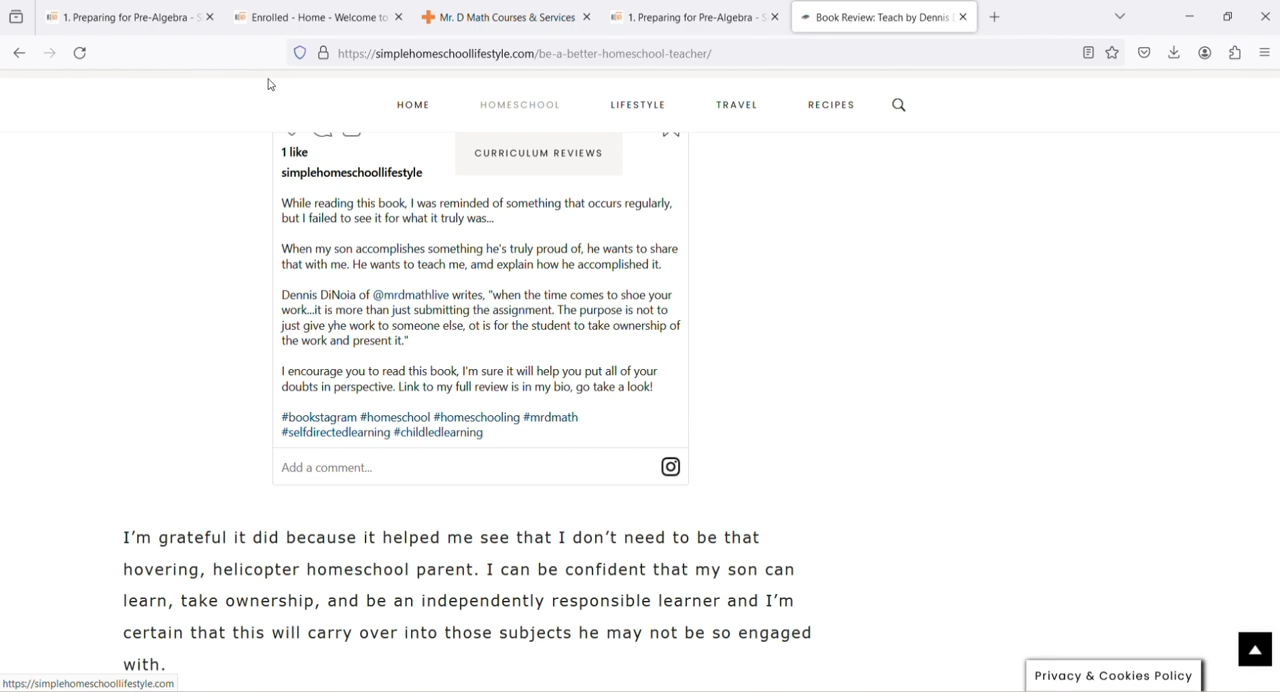 1. Preparing for Pre-Algebra - S
Enrolled - Home - Welcome to
Mr. D Math Courses & Services
1. Preparing for Pre-Algebra - S
Book Review: Teach by Dennis D
https://simplehomeschoollifestyle.com/be-a-better-homeschool-teacher/
HOME
HOMESCHOOL
LIFESTYLE
TRAVEL
RECIPES
CURRICULUM REVIEWS
1 like
simplehomeschoollifestyle
While reading this book, I was reminded of something that occurs regularly,
but I failed to see it for what it truly was...
When my son accomplishes something he's truly proud of, he wants to share
that with me. He wants to teach me, amd explain how he accomplished it.
Dennis DiNoia of @mrdmathlive writes, "when the time comes to shoe your
work...it is more than just submitting the assignment. The purpose is not to
just give yhe work to someone else, ot is for the student to take ownership of
the work and present it."
I encourage you to read this book, I'm sure it will help you put all of your
doubts in perspective. Link to my full review is in my bio, go take a look!
#bookstagram #homeschool #homeschooling #mrdmath
#selfdirectedlearning #childledlearning
Add a comment...
I'm grateful it did because it helped me see that I don't need to be that
hovering, helicopter homeschool parent. I can be confident that my son can
learn, take ownership, and be an independently responsible learner and I'm
certain that this will carry over into those subjects he may not be so engaged
with.
Privacy & Cookies Policy
https://simplehomeschoollifestyle.com